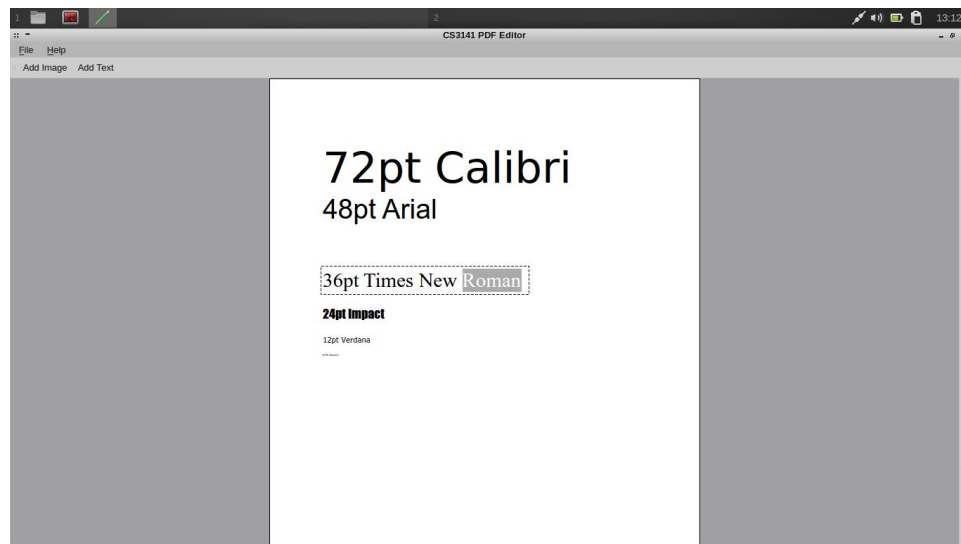 1
2
13:12
CS3141 PDF Editor
File Help
Add Image Add Text
72pt Calibri
48pt Arial
36pt Times New Roman
24pt Impact
12pt Verdana